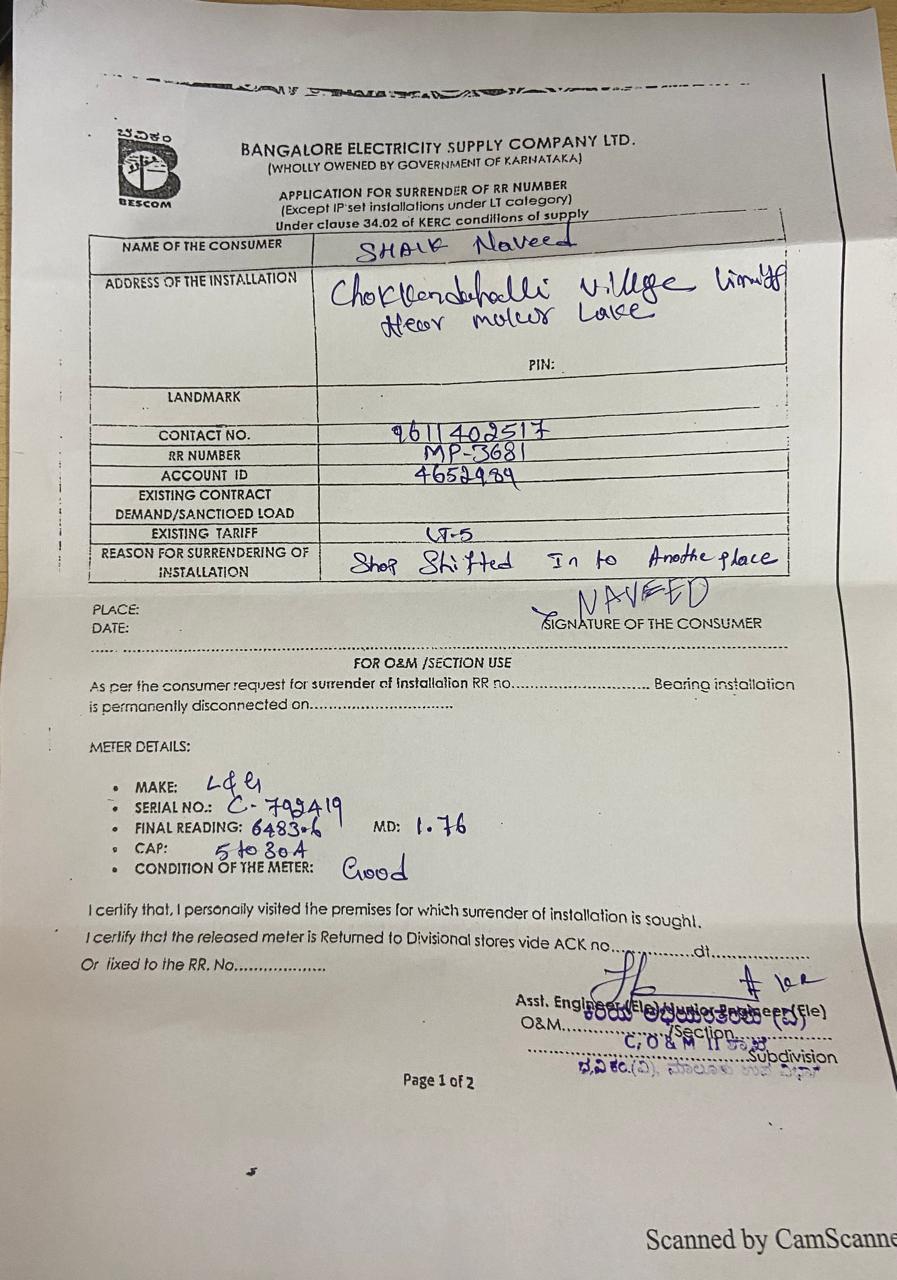 ಬೆವಿಕಂ
BESCOM
BANGALORE ELECTRICITY SUPPLY COMPANY LTD.
(WHOLLY OWNED BY GOVERNMENT OF KARNATAKA)
APPLICATION FOR SURRENDER OF RR NUMBER
(Except IP set installations under LT category)
Under clause 34.02 of KERC conditions of supply
NAME OF THE CONSUMER SHAIK Naveed
ADDRESS OF THE INSTALLATION Chokkandahalli village limits
Near malur Lake
PIN:
LANDMARK
CONTACT NO. 9611402517
RR NUMBER MP-3681
ACCOUNT ID 4652989
EXISTING CONTRACT
DEMAND/SANCTIOED LOAD
EXISTING TARIFF LT-5
REASON FOR SURRENDERING OF INSTALLATION Shop Shifted In to Anothe place
NAVEED
PLACE:
DATE:
SIGNATURE OF THE CONSUMER
FOR O&M /SECTION USE
As per the consumer request for surrender of installation RR no.............................. Bearing installation
is permanently disconnected on..............................
METER DETAILS:
• MAKE: L&G
• SERIAL NO.: C-792419
• FINAL READING: 6483.6 MD: 1.76
• CAP: 5 to 30A
• CONDITION OF THE METER: Good
I certify that, I personally visited the premises for which surrender of installation is sought.
I certify that the released meter is Returned to Divisional stores vide ACK no..................dt.....................
Or fixed to the RR. No...................
Asst. Engineer(Ele)/Junior Engineer(Ele)
O&M......................./Section
C, O & M II
.............................................Subdivision
ಬೆ.ವಿ.ಕಂ.(ವಿ), ಮಾಲೂರು ಉಪ ವಿಭಾಗ
Page 1 of 2
Scanned by CamScanne